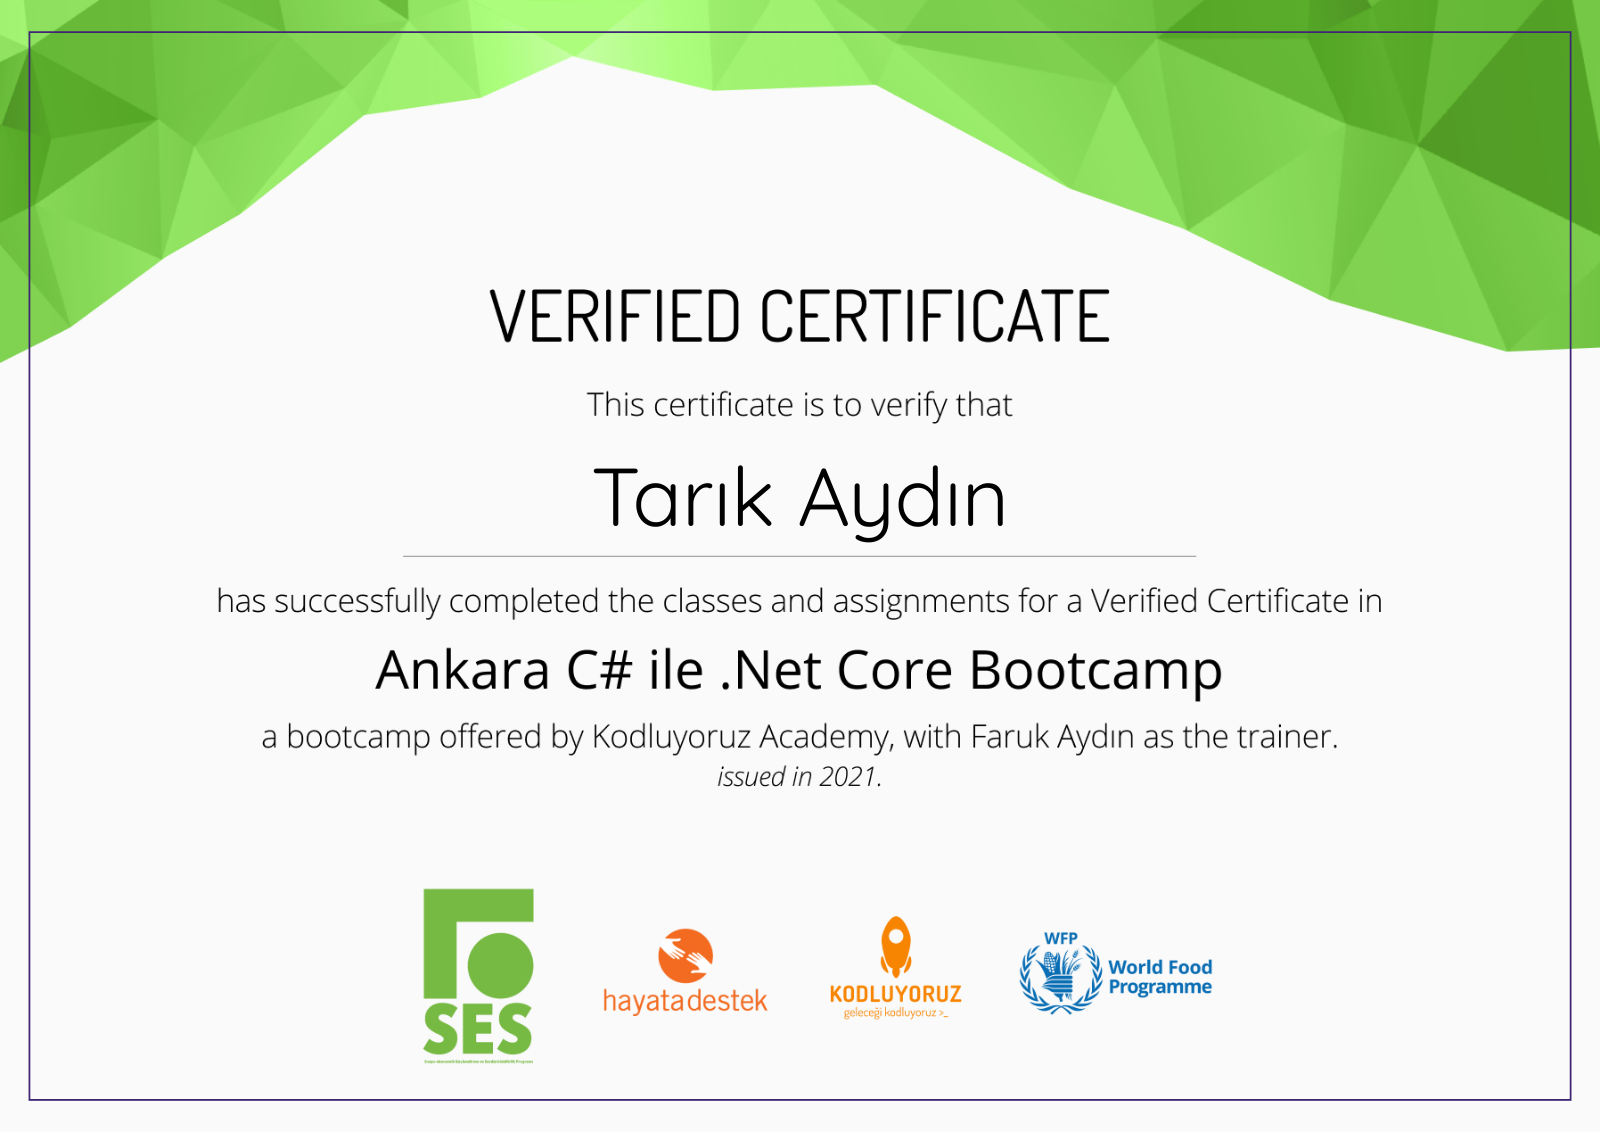 VERIFIED CERTIFICATE
This certificate is to verify that
Tarık Aydın
has successfully completed the classes and assignments for a Verified Certificate in
Ankara C# ile .Net Core Bootcamp
a bootcamp offered by Kodluyoruz Academy, with Faruk Aydın as the trainer.
issued in 2021.
SES
hayata destek
KODLUYORUZ
geleceği kodluyoruz >_
WFP
World Food
Programme